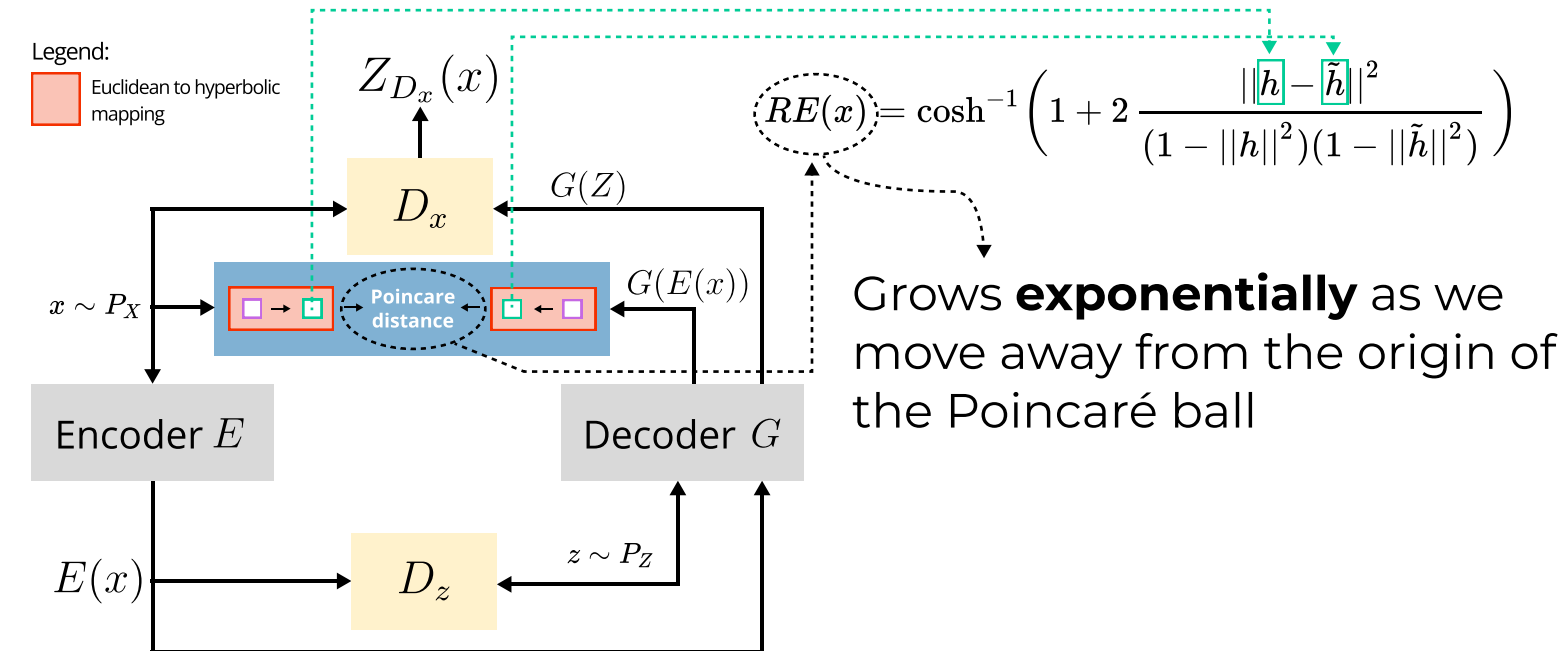 Legend:
Euclidean to hyperbolic
mapping
Z_{D_x}(x)
RE(x) = cosh^{-1}(1 + 2 ||h − h̃||^2 / (1 − ||h||^2)(1 − ||h̃||^2))
D_x
G(Z)
x ∼ P_X
Poincare
distance
G(E(x))
Grows exponentially as we
move away from the origin of
the Poincaré ball
Encoder E
Decoder G
E(x)
D_z
z ∼ P_Z